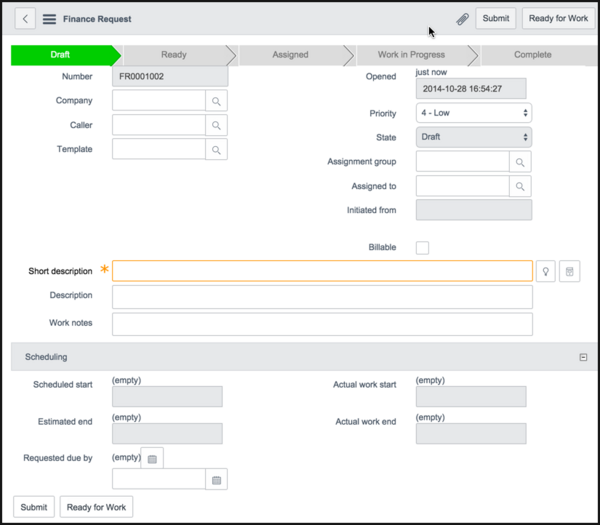 Finance Request
Submit
Ready for Work
Draft
Ready
Assigned
Work in Progress
Complete
Number
FR0001002
Company
Caller
Template
Opened
just now
2014-10-28 16:54:27
Priority
4 - Low
State
Draft
Assignment group
Assigned to
Initiated from
Billable
Short description
Description
Work notes
Scheduling
Scheduled start
(empty)
Estimated end
(empty)
Requested due by
(empty)
Actual work start
(empty)
Actual work end
(empty)
Submit
Ready for Work